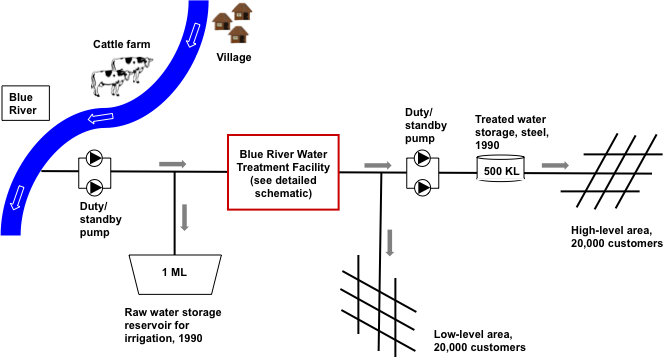 Cattle farm
Village
Blue
River
Duty/
standby
pump
1 ML
Raw water storage
reservoir for
irrigation, 1990
Blue River Water
Treatment Facility
(see detailed
schematic)
Duty/
standby
pump
Treated water
storage, steel,
1990
500 KL
High-level area,
20,000 customers
Low-level area,
20,000 customers